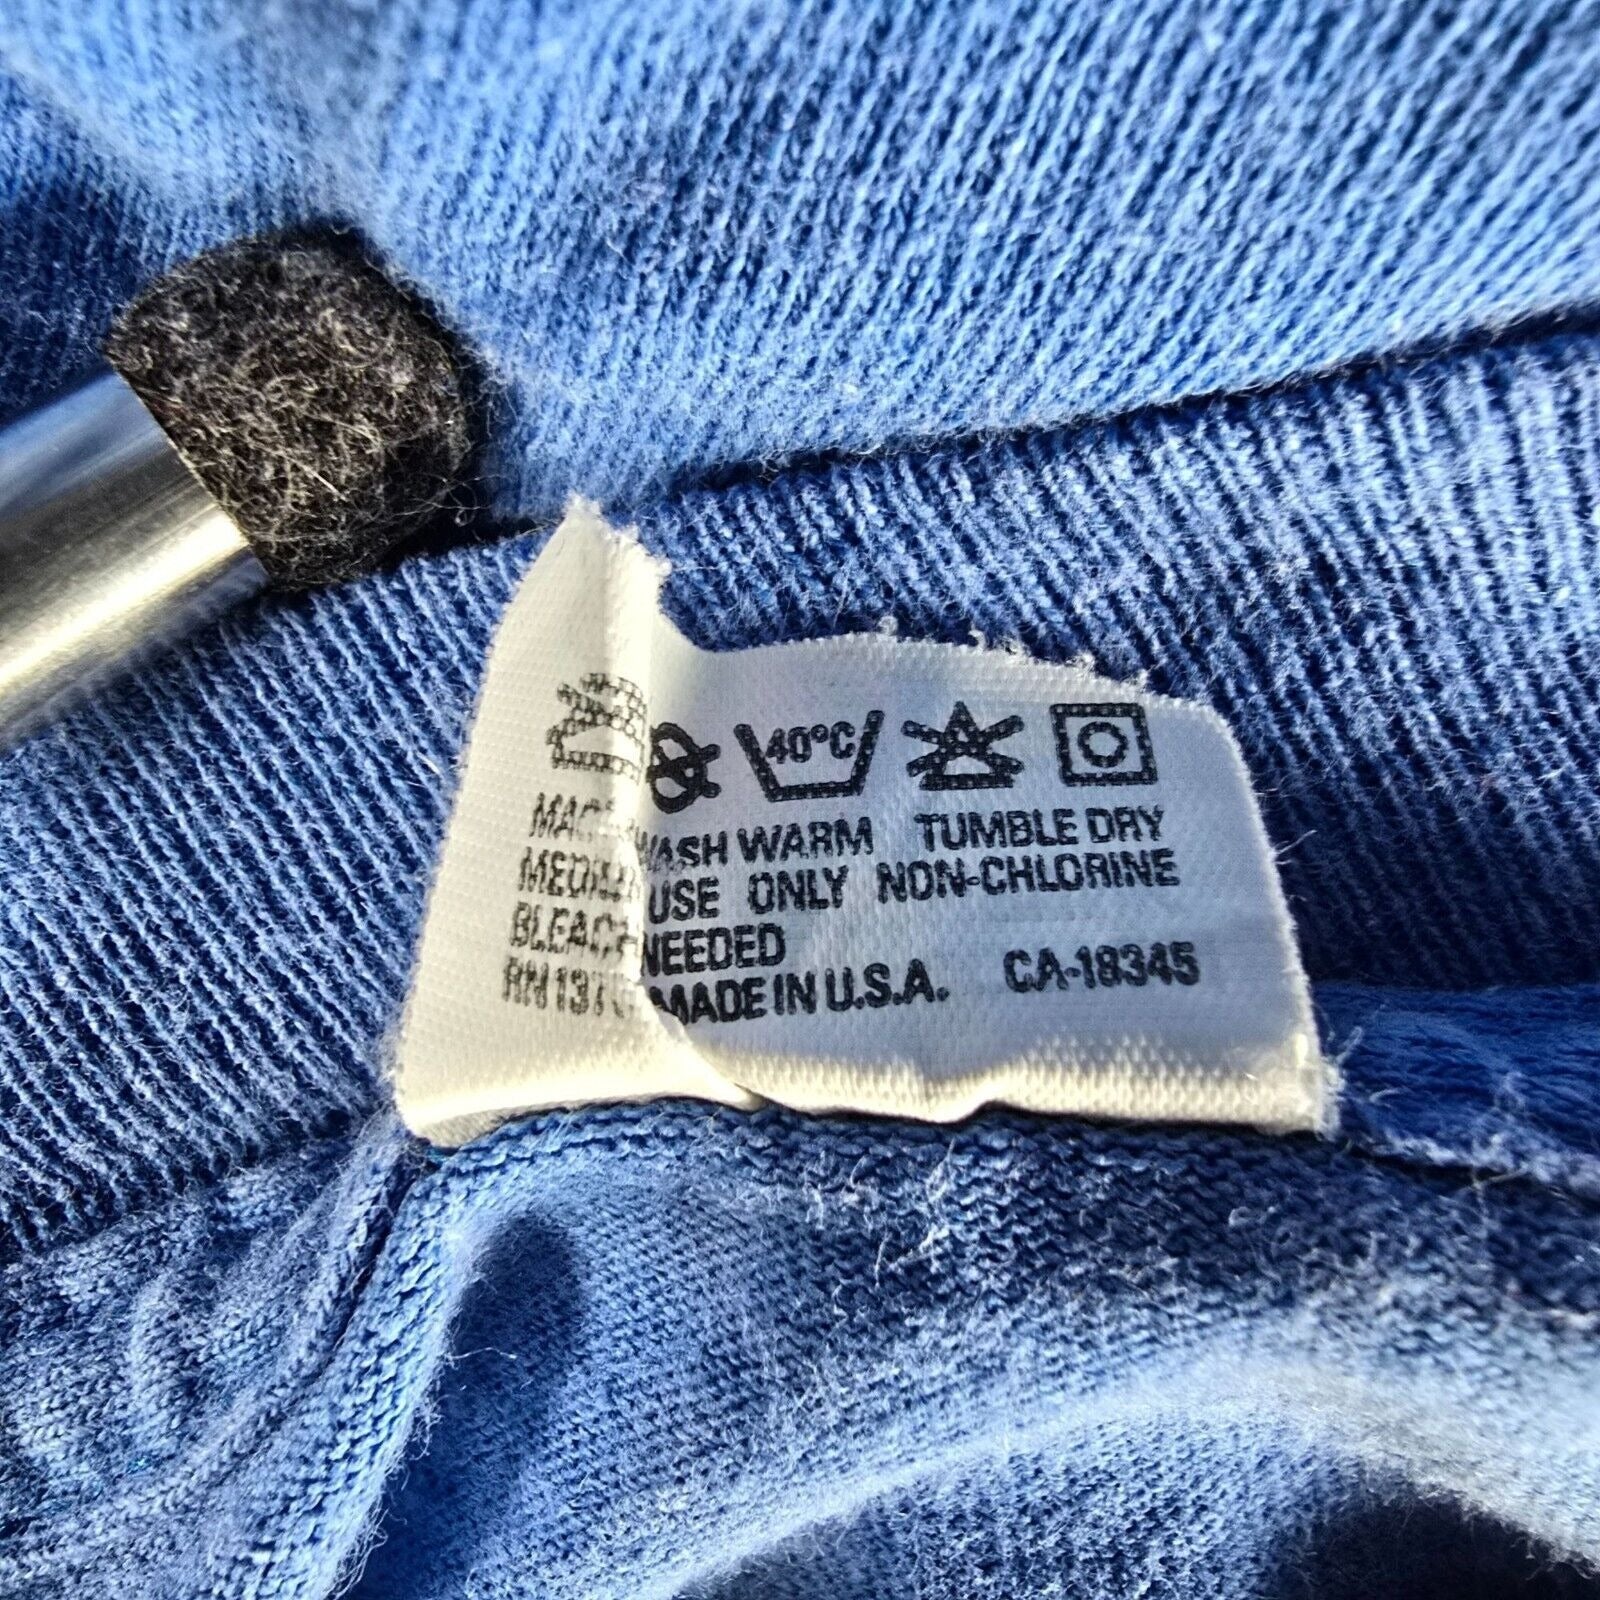 40°C
WASH WARM TUMBLE DRY
USE ONLY NON-CHLORINE
BLEACH NEEDED
MADE IN U.S.A. CA-18345